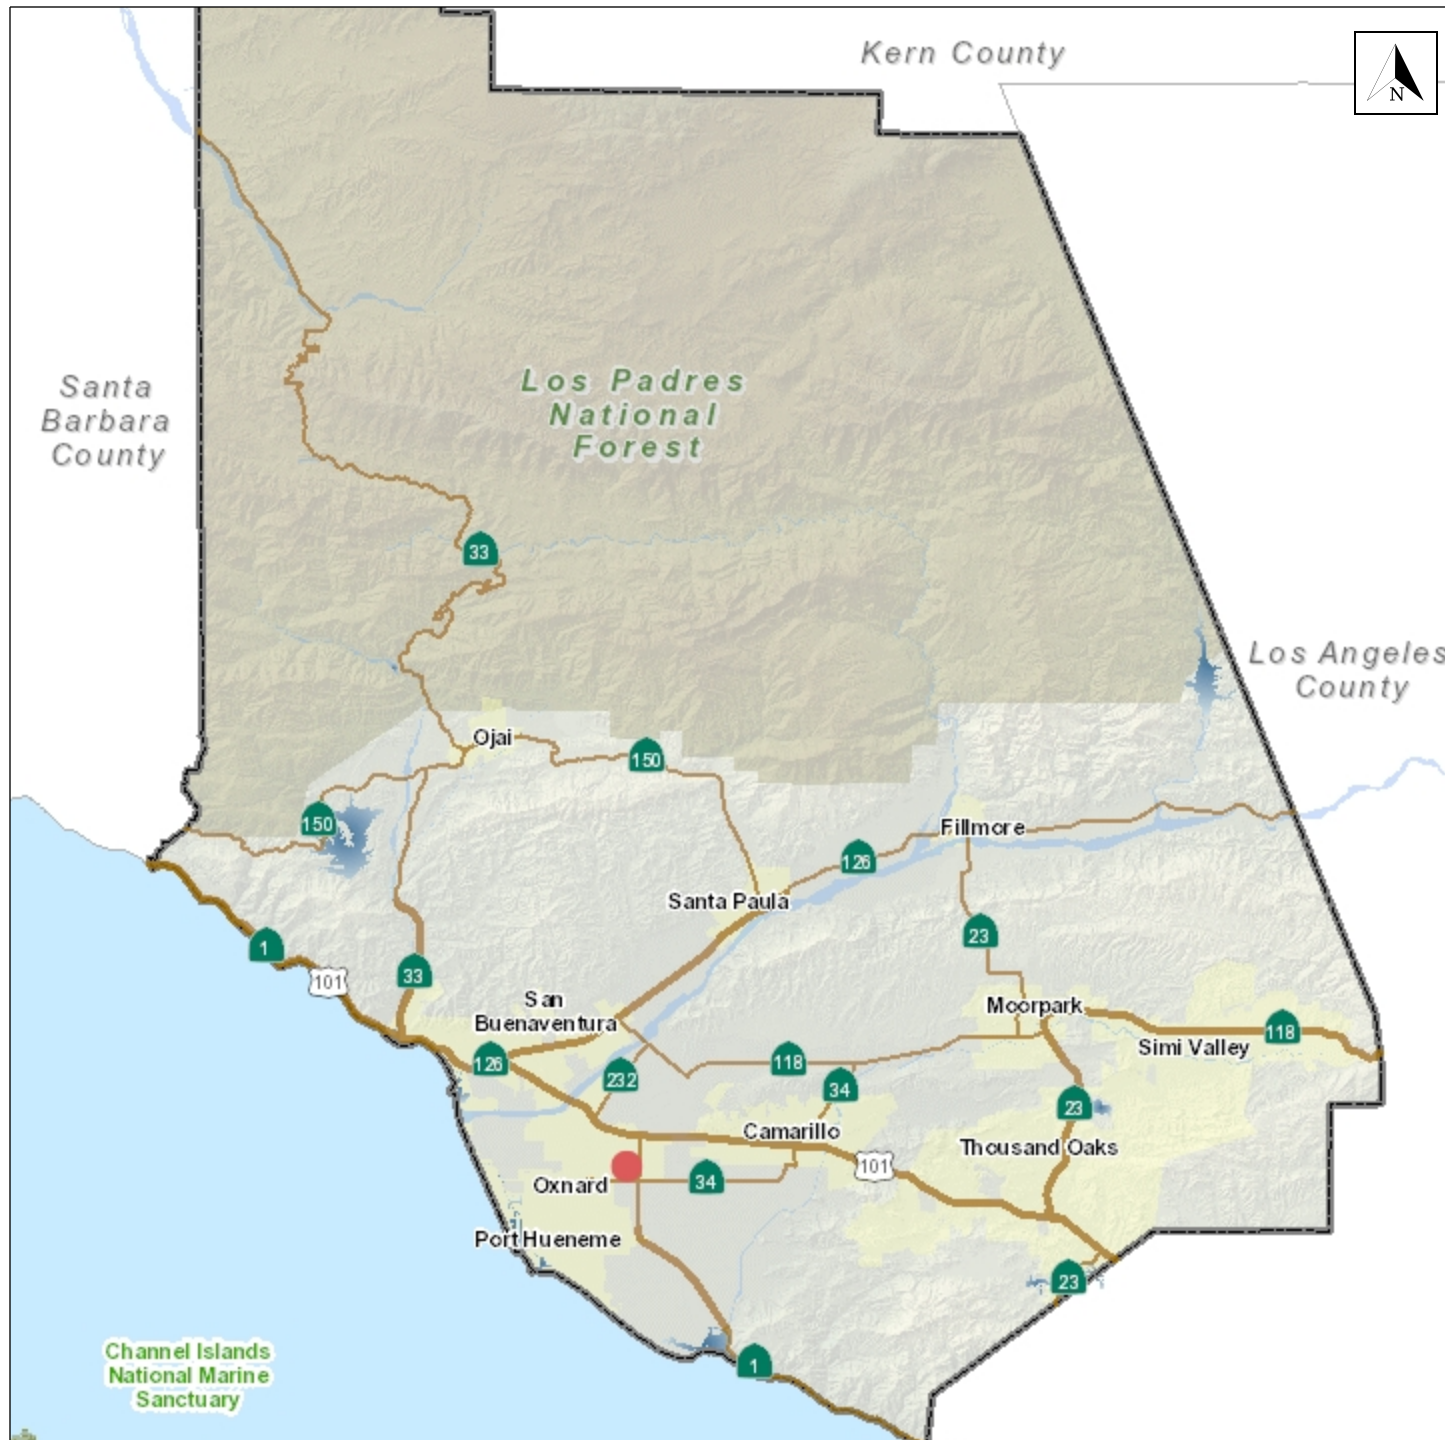 Kern County
N
Santa
Barbara
County
Los Padres
National
Forest
33
Los Angeles
County
Ojai
150
150
Fillmore
126
Santa Paula
23
1
101
33
San
Buenaventura
Moorpark
118
Simi Valley
126
118
232
34
23
Camarillo
Thousand Oaks
101
Oxnard
34
Port Hueneme
23
Channel Islands
National Marine
Sanctuary
1